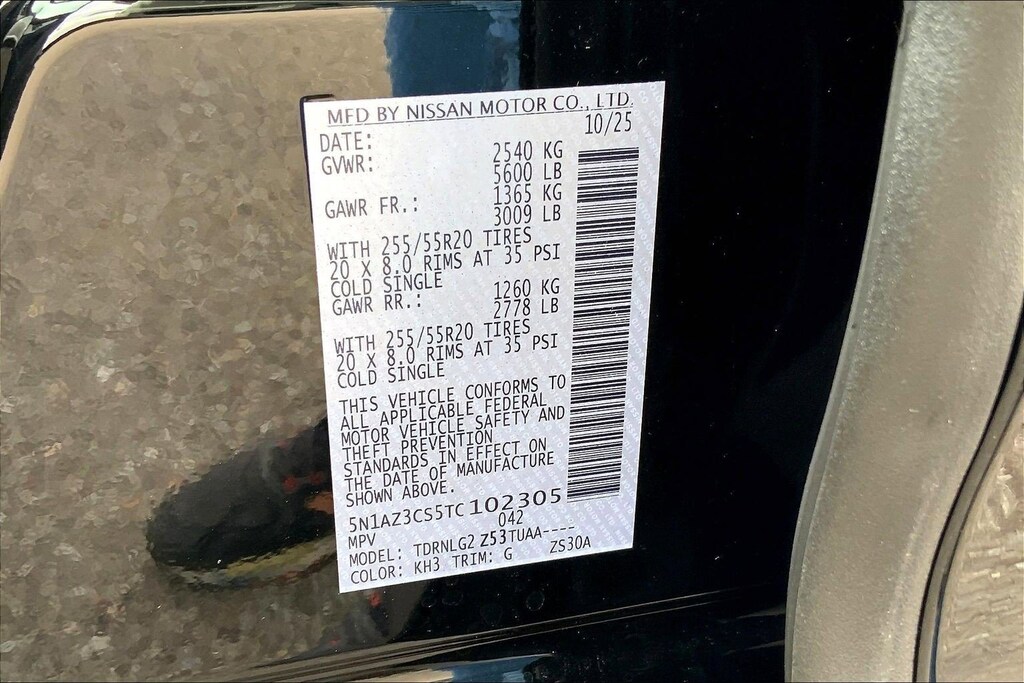 MFD BY NISSAN MOTOR CO., LTD.
DATE: 10/25
GVWR: 2540 KG
5600 LB
GAWR FR.: 1365 KG
3009 LB
WITH 255/55R20 TIRES
20 X 8.0 RIMS AT 35 PSI
COLD SINGLE
GAWR RR.: 1260 KG
2778 LB
WITH 255/55R20 TIRES
20 X 8.0 RIMS AT 35 PSI
COLD SINGLE
THIS VEHICLE CONFORMS TO
ALL APPLICABLE FEDERAL
MOTOR VEHICLE SAFETY AND
THEFT PREVENTION
STANDARDS IN EFFECT ON
THE DATE OF MANUFACTURE
SHOWN ABOVE.
5N1AZ3CS5TC102305
MPV 042
MODEL: TDRNLG2 Z53TUAA----
COLOR: KH3 TRIM: G ZS30A